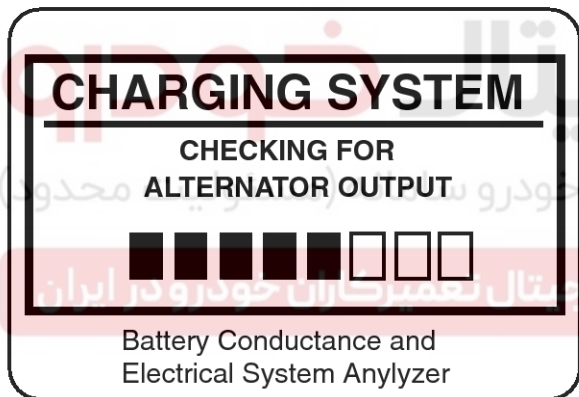 CHARGING SYSTEM
CHECKING FOR
ALTERNATOR OUTPUT
Battery Conductance and
Electrical System Anylyzer